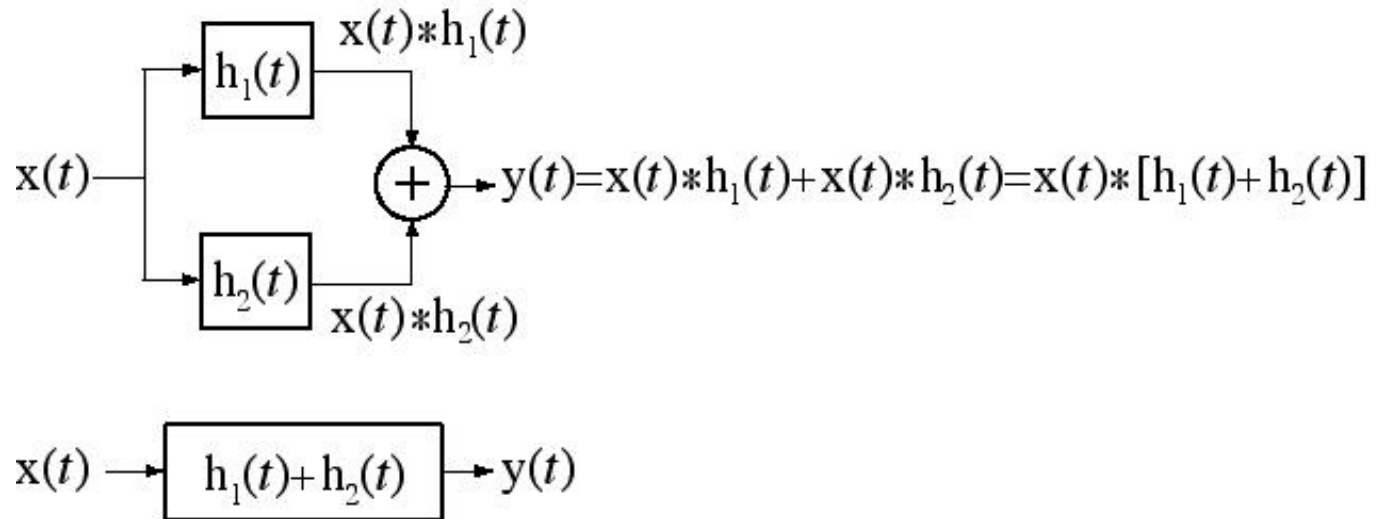 x(t)*h₁(t)
h₁(t)
x(t)
+
y(t)=x(t)*h₁(t)+x(t)*h₂(t)=x(t)*[h₁(t)+h₂(t)]
h₂(t)
x(t)*h₂(t)
x(t)
h₁(t)+h₂(t)
y(t)